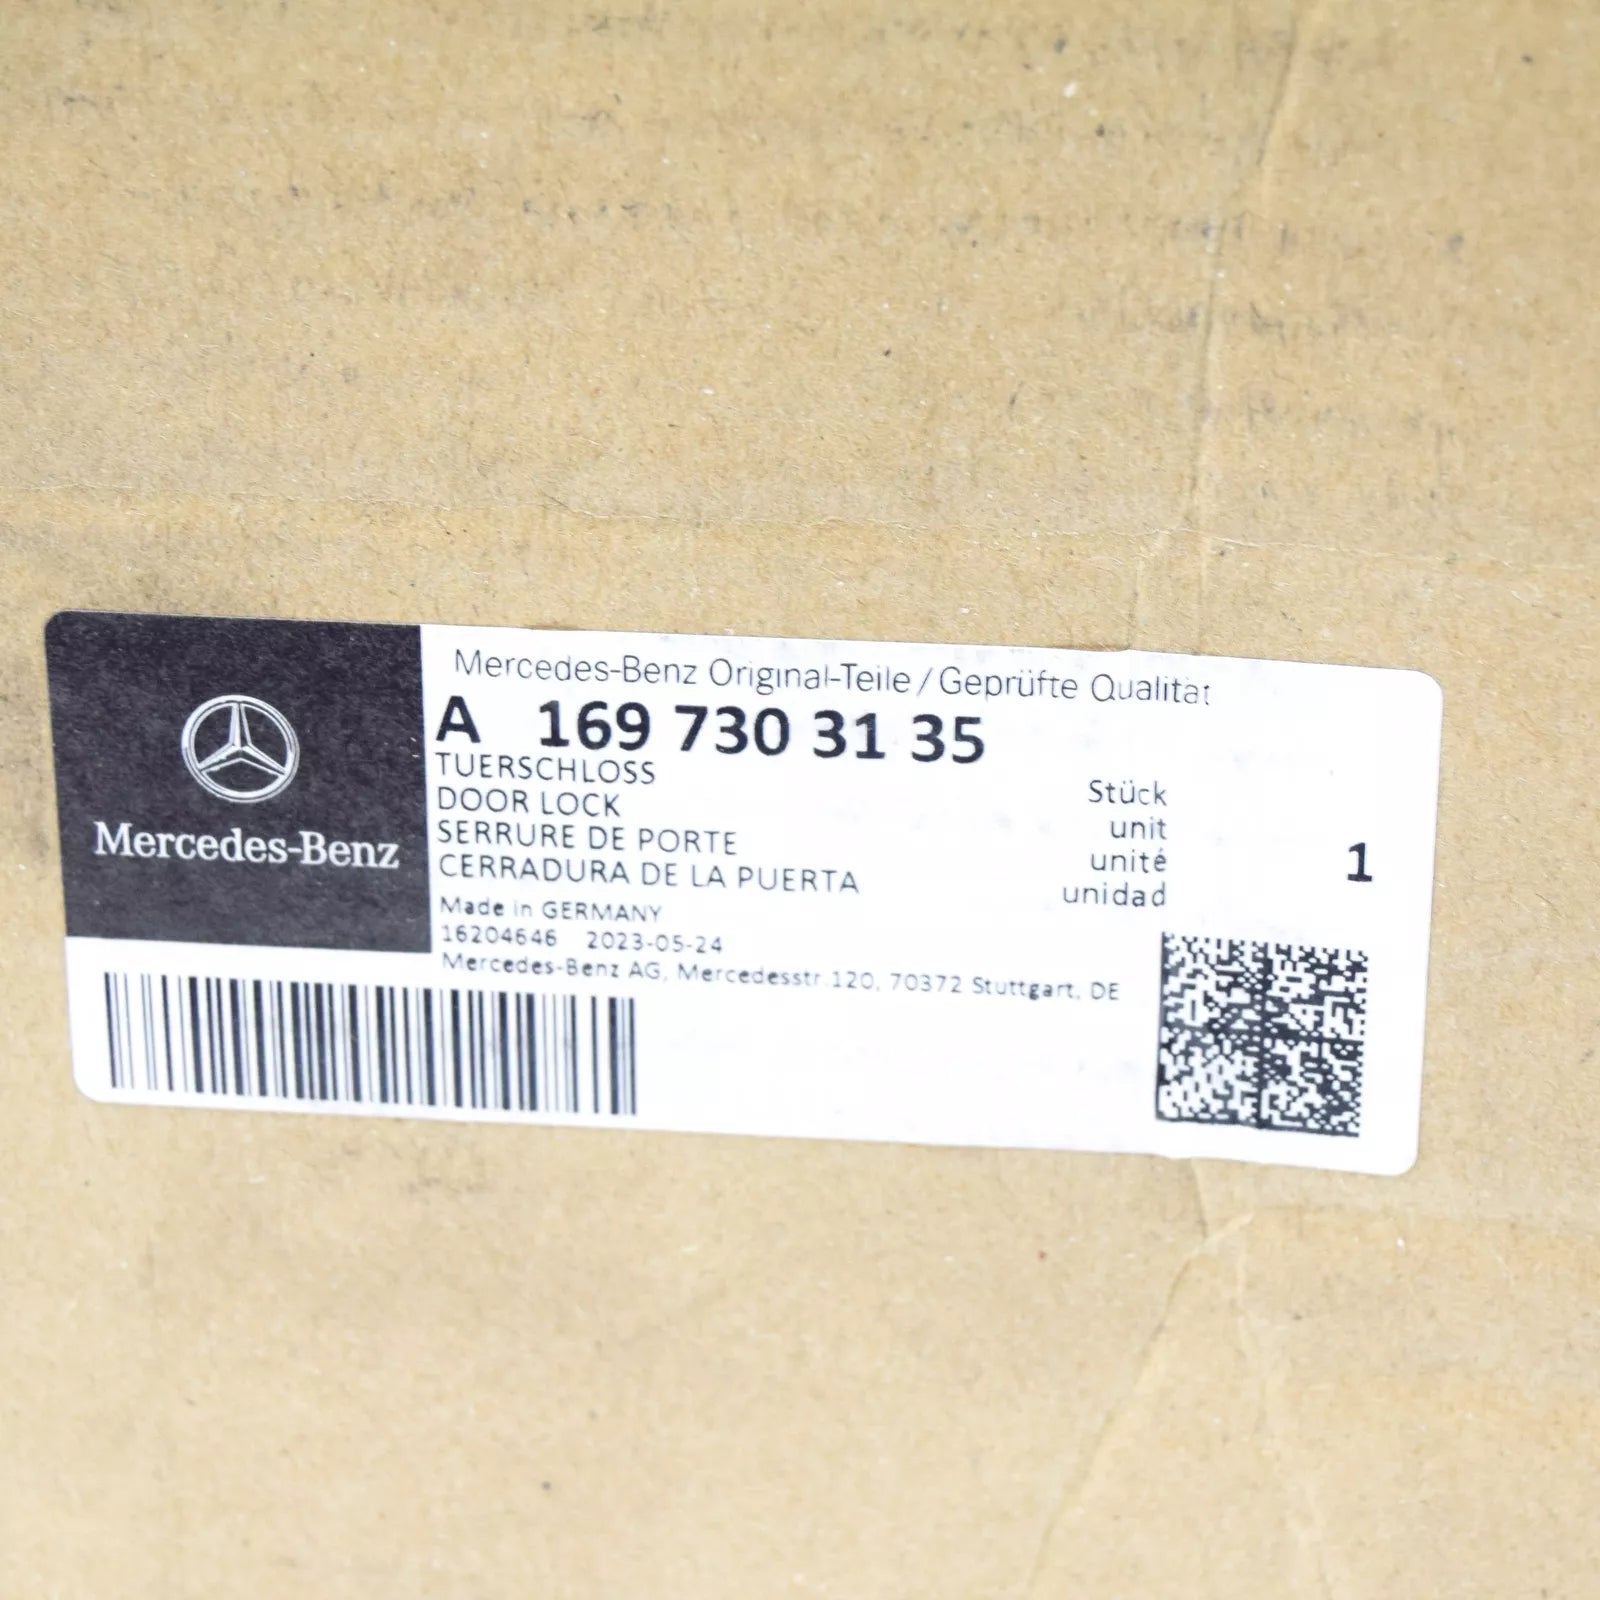 Mercedes-Benz
Mercedes-Benz Original-Teile / Geprüfte Qualität
A 169 730 31 35
TUERSCHLOSS
DOOR LOCK
SERRURE DE PORTE
CERRADURA DE LA PUERTA
Stück
unit
unité
unidad
1
Made in GERMANY
16204646 2023-05-24
Mercedes-Benz AG, Mercedesstr.120, 70372 Stuttgart, DE